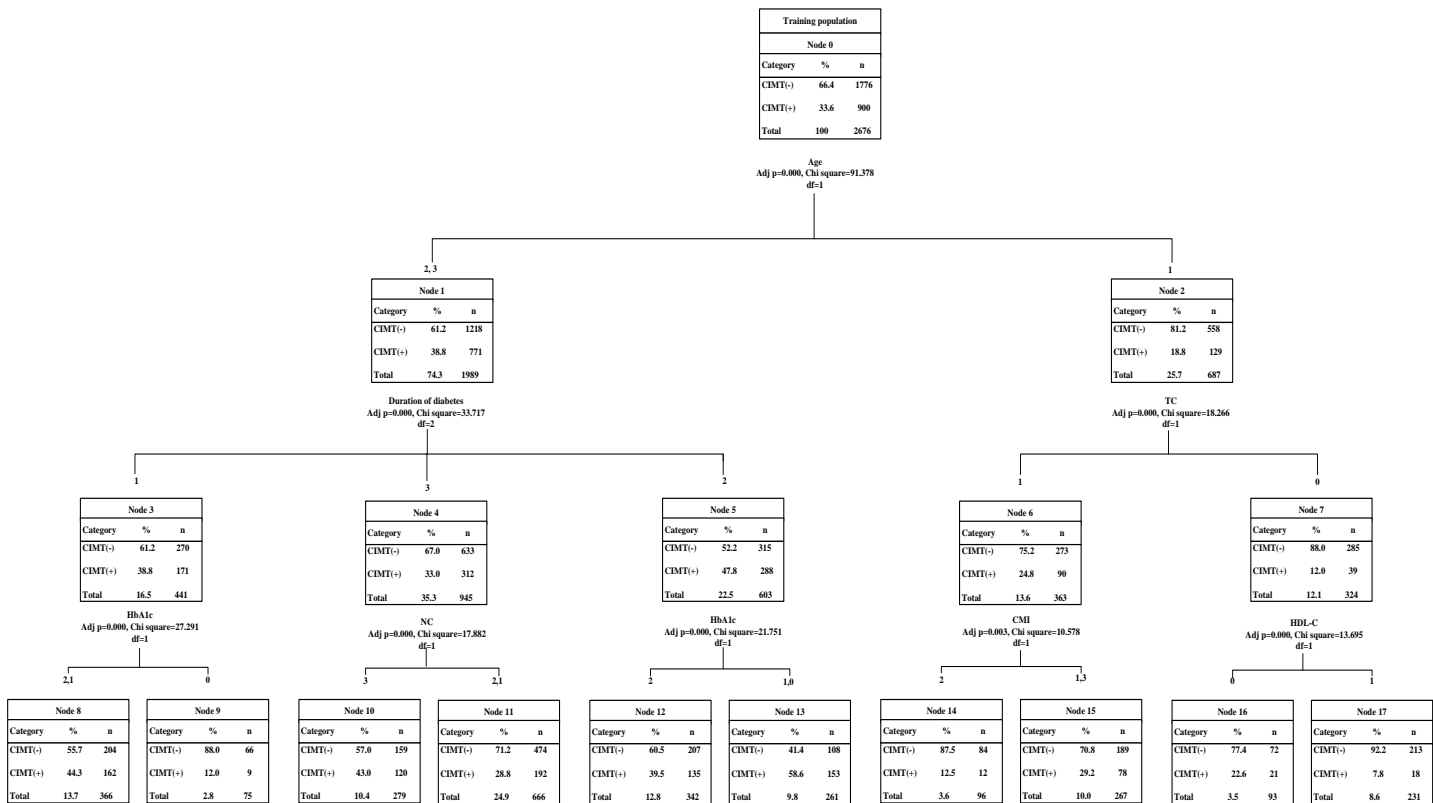 Training population
Node 0
Category % n
CIMT(-) 66.4 1776
CIMT(+) 33.6 900
Total 100 2676
Age
Adj p=0.000, Chi square=91.378
df=1
2, 3
Node 1
Category % n
CIMT(-) 61.2 1218
CIMT(+) 38.8 771
Total 74.3 1989
Duration of diabetes
Adj p=0.000, Chi square=33.717
df=2
1
Node 2
Category % n
CIMT(-) 81.2 558
CIMT(+) 18.8 129
Total 25.7 687
TC
Adj p=0.000, Chi square=18.266
df=1
1
Node 3
Category % n
CIMT(-) 61.2 270
CIMT(+) 38.8 171
Total 16.5 441
HbA1c
Adj p=0.000, Chi square=27.291
df=1
3
Node 4
Category % n
CIMT(-) 67.0 633
CIMT(+) 33.0 312
Total 35.3 945
NC
Adj p=0.000, Chi square=17.882
df=1
2
Node 5
Category % n
CIMT(-) 52.2 315
CIMT(+) 47.8 288
Total 22.5 603
HbA1c
Adj p=0.000, Chi square=21.751
df=1
1
Node 6
Category % n
CIMT(-) 75.2 273
CIMT(+) 24.8 90
Total 13.6 363
CMI
Adj p=0.003, Chi square=10.578
df=1
0
Node 7
Category % n
CIMT(-) 88.0 285
CIMT(+) 12.0 39
Total 12.1 324
HDL-C
Adj p=0.000, Chi square=13.695
df=1
2,1
Node 8
Category % n
CIMT(-) 55.7 204
CIMT(+) 44.3 162
Total 13.7 366
0
Node 9
Category % n
CIMT(-) 88.0 66
CIMT(+) 12.0 9
Total 2.8 75
3
Node 10
Category % n
CIMT(-) 57.0 159
CIMT(+) 43.0 120
Total 10.4 279
2,1
Node 11
Category % n
CIMT(-) 71.2 474
CIMT(+) 28.8 192
Total 24.9 666
2
Node 12
Category % n
CIMT(-) 60.5 207
CIMT(+) 39.5 135
Total 12.8 342
1,0
Node 13
Category % n
CIMT(-) 41.4 108
CIMT(+) 58.6 153
Total 9.8 261
2
Node 14
Category % n
CIMT(-) 87.5 84
CIMT(+) 12.5 12
Total 3.6 96
1,3
Node 15
Category % n
CIMT(-) 70.8 189
CIMT(+) 29.2 78
Total 10.0 267
0
Node 16
Category % n
CIMT(-) 77.4 72
CIMT(+) 22.6 21
Total 3.5 93
1
Node 17
Category % n
CIMT(-) 92.2 213
CIMT(+) 7.8 18
Total 8.6 231